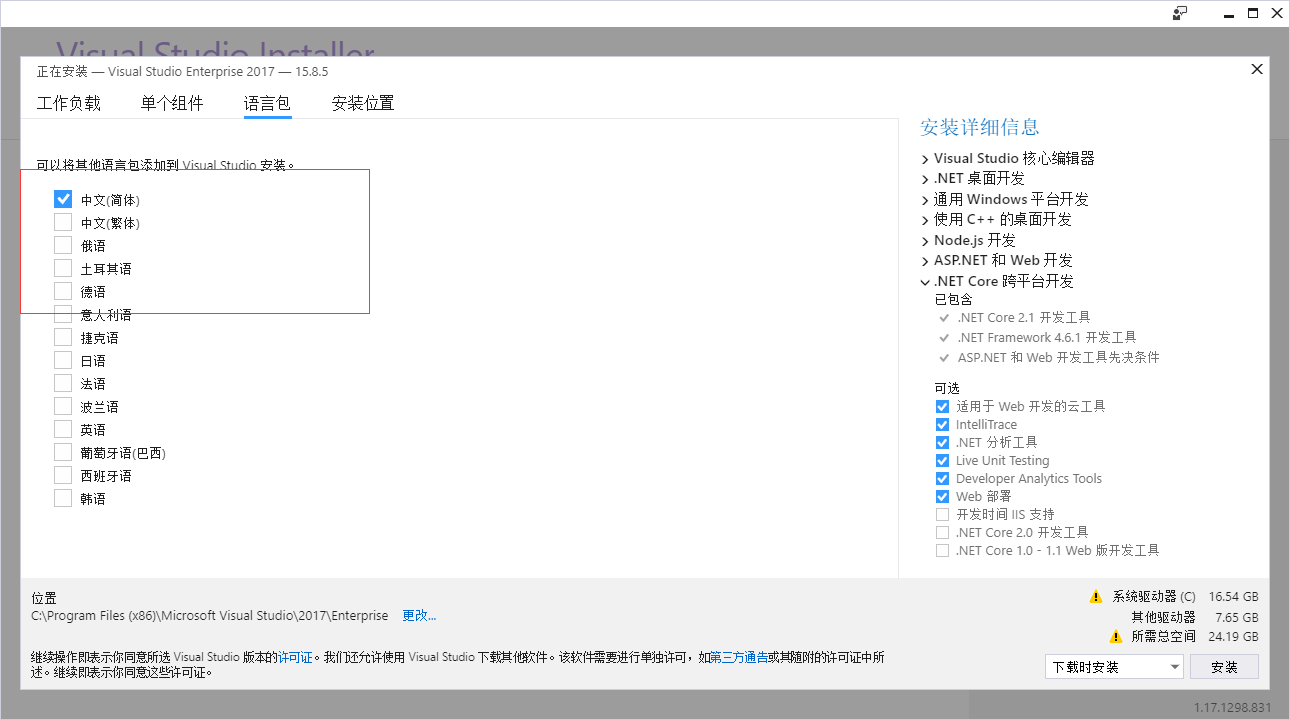 Visual Studio Installer
正在安装 — Visual Studio Enterprise 2017 — 15.8.5
工作负载 单个组件 语言包 安装位置
可以将其他语言包添加到 Visual Studio 安装。
中文(简体)
中文(繁体)
俄语
土耳其语
德语
意大利语
捷克语
日语
法语
波兰语
英语
葡萄牙语(巴西)
西班牙语
韩语
安装详细信息
Visual Studio 核心编辑器
.NET 桌面开发
通用 Windows 平台开发
使用 C++ 的桌面开发
Node.js 开发
ASP.NET 和 Web 开发
.NET Core 跨平台开发
已包含
.NET Core 2.1 开发工具
.NET Framework 4.6.1 开发工具
ASP.NET 和 Web 开发工具先决条件
可选
适用于 Web 开发的云工具
IntelliTrace
.NET 分析工具
Live Unit Testing
Developer Analytics Tools
Web 部署
开发时间 IIS 支持
.NET Core 2.0 开发工具
.NET Core 1.0 - 1.1 Web 版开发工具
位置
C:\Program Files (x86)\Microsoft Visual Studio\2017\Enterprise 更改...
继续操作即表示你同意所选 Visual Studio 版本的许可证。我们还允许使用 Visual Studio 下载其他软件。该软件需要进行单独许可，如第三方通告或其随附的许可证中所
述。继续即表示你同意这些许可证。
系统驱动器 (C) 16.54 GB
其他驱动器 7.65 GB
所需总空间 24.19 GB
下载时安装 安装
1.17.1298.831